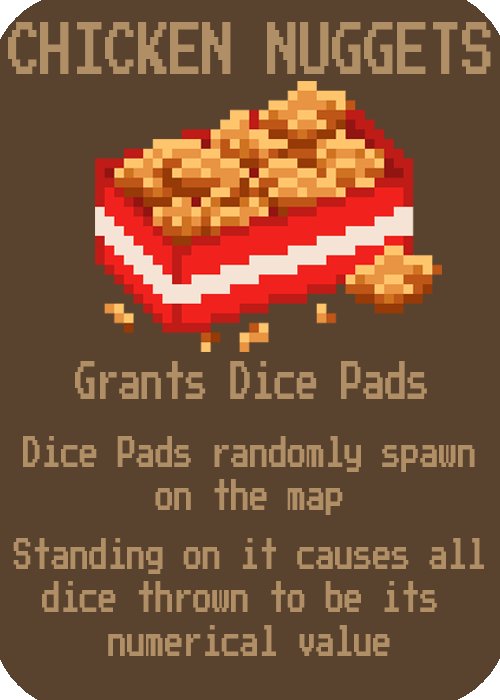 CHICKEN NUGGETS
Grants Dice Pads
Dice Pads randomly spawn
on the map
Standing on it causes all
dice thrown to be its
numerical value